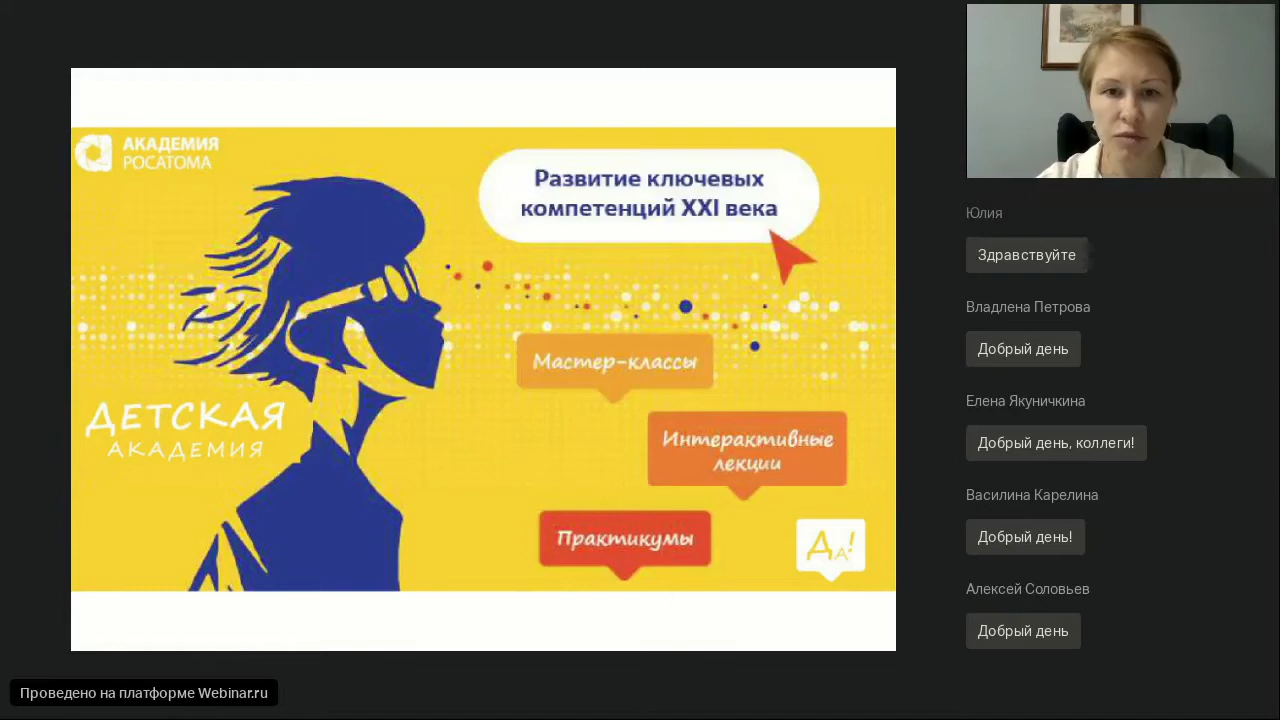 АКАДЕМИЯ
РОСАТОМА
Развитие ключевых
компетенций XXI века
Мастер-классы
Интерактивные
лекции
Практикумы
ДЕТСКАЯ
АКАДЕМИЯ
Да!
Юлия
Здравствуйте
Владлена Петрова
Добрый день
Елена Якуничкина
Добрый день, коллеги!
Василина Карелина
Добрый день!
Алексей Соловьев
Добрый день
Проведено на платформе Webinar.ru